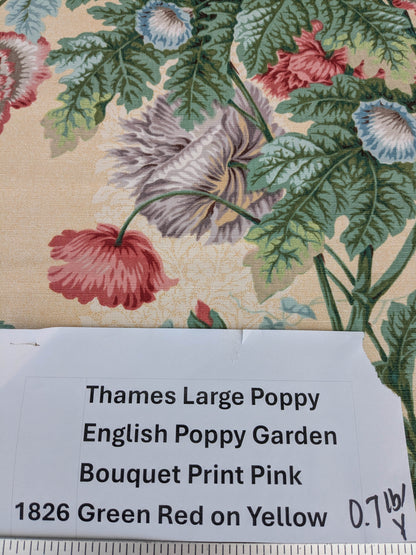 Thames Large Poppy
English Poppy Garden
Bouquet Print Pink
1826 Green Red on Yellow 0.7 lb/
Y